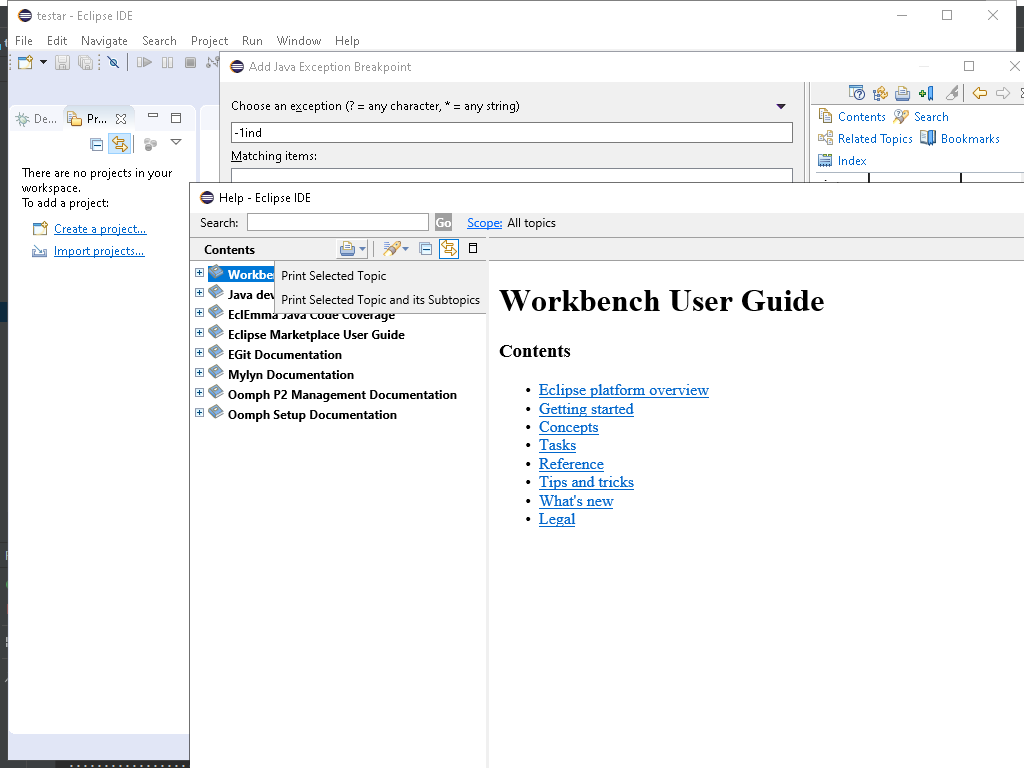 testar - Eclipse IDE
File Edit Navigate Search Project Run Window Help
Add Java Exception Breakpoint
Choose an exception (? = any character, * = any string)
-1ind
Matching items:
Contents Search
Related Topics Bookmarks
Index
De... Pr...
There are no projects in your
workspace.
To add a project:
Create a project...
Import projects...
Help - Eclipse IDE
Search: Go Scope: All topics
Contents
Print Selected Topic
Print Selected Topic and its Subtopics
Workbe
Java dev
EclEmma Java Code Coverage
Eclipse Marketplace User Guide
EGit Documentation
Mylyn Documentation
Oomph P2 Management Documentation
Oomph Setup Documentation
Workbench User Guide
Contents
• Eclipse platform overview
• Getting started
• Concepts
• Tasks
• Reference
• Tips and tricks
• What's new
• Legal